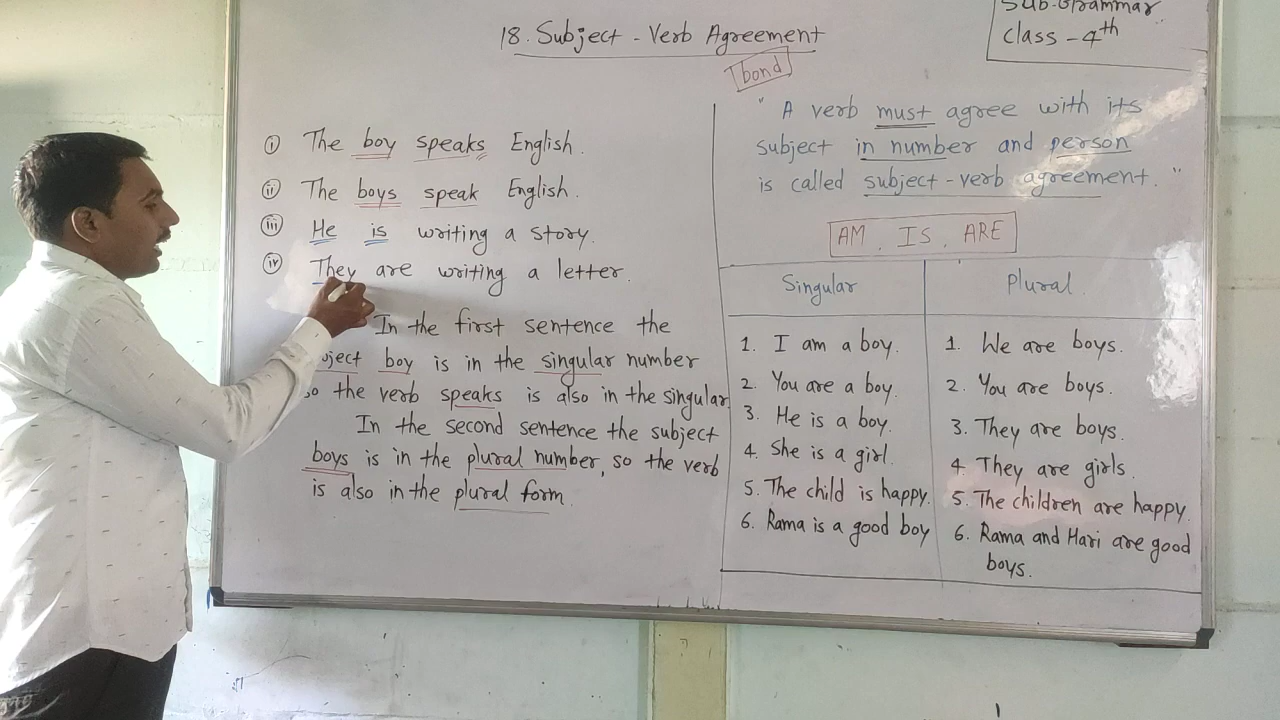 Sub-Grammar
Class - 4th
18. Subject - Verb Agreement
bond
(i) The boy speaks English.
(ii) The boys speak English.
(iii) He is writing a story.
(iv) They are writing a letter.
In the first sentence the
boy is in the singular number
the verb speaks is also in the singular
In the second sentence the subject
boys is in the plural number, so the verb
is also in the plural form.
" A verb must agree with its
subject in number and person
is called subject-verb agreement. "
AM . IS . ARE
Singular
1. I am a boy.
2. You are a boy.
3. He is a boy.
4. She is a girl.
5. The child is happy.
6. Rama is a good boy
Plural
1. We are boys.
2. You are boys.
3. They are boys.
4 They are girls.
5. The children are happy.
6. Rama and Hari are good
boys.